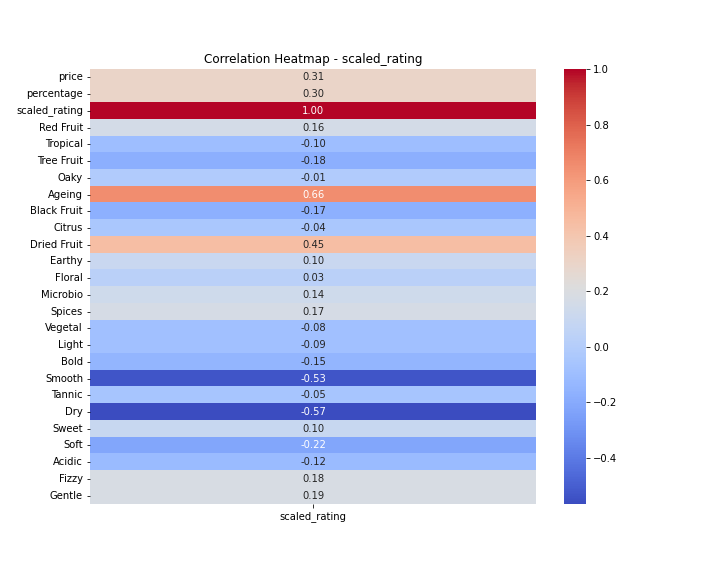 Correlation Heatmap - scaled_rating
price 0.31
percentage 0.30
scaled_rating 1.00
Red Fruit 0.16
Tropical -0.10
Tree Fruit -0.18
Oaky -0.01
Ageing 0.66
Black Fruit -0.17
Citrus -0.04
Dried Fruit 0.45
Earthy 0.10
Floral 0.03
Microbio 0.14
Spices 0.17
Vegetal -0.08
Light -0.09
Bold -0.15
Smooth -0.53
Tannic -0.05
Dry -0.57
Sweet 0.10
Soft -0.22
Acidic -0.12
Fizzy 0.18
Gentle 0.19
scaled_rating
1.0
0.8
0.6
0.4
0.2
0.0
−0.2
−0.4